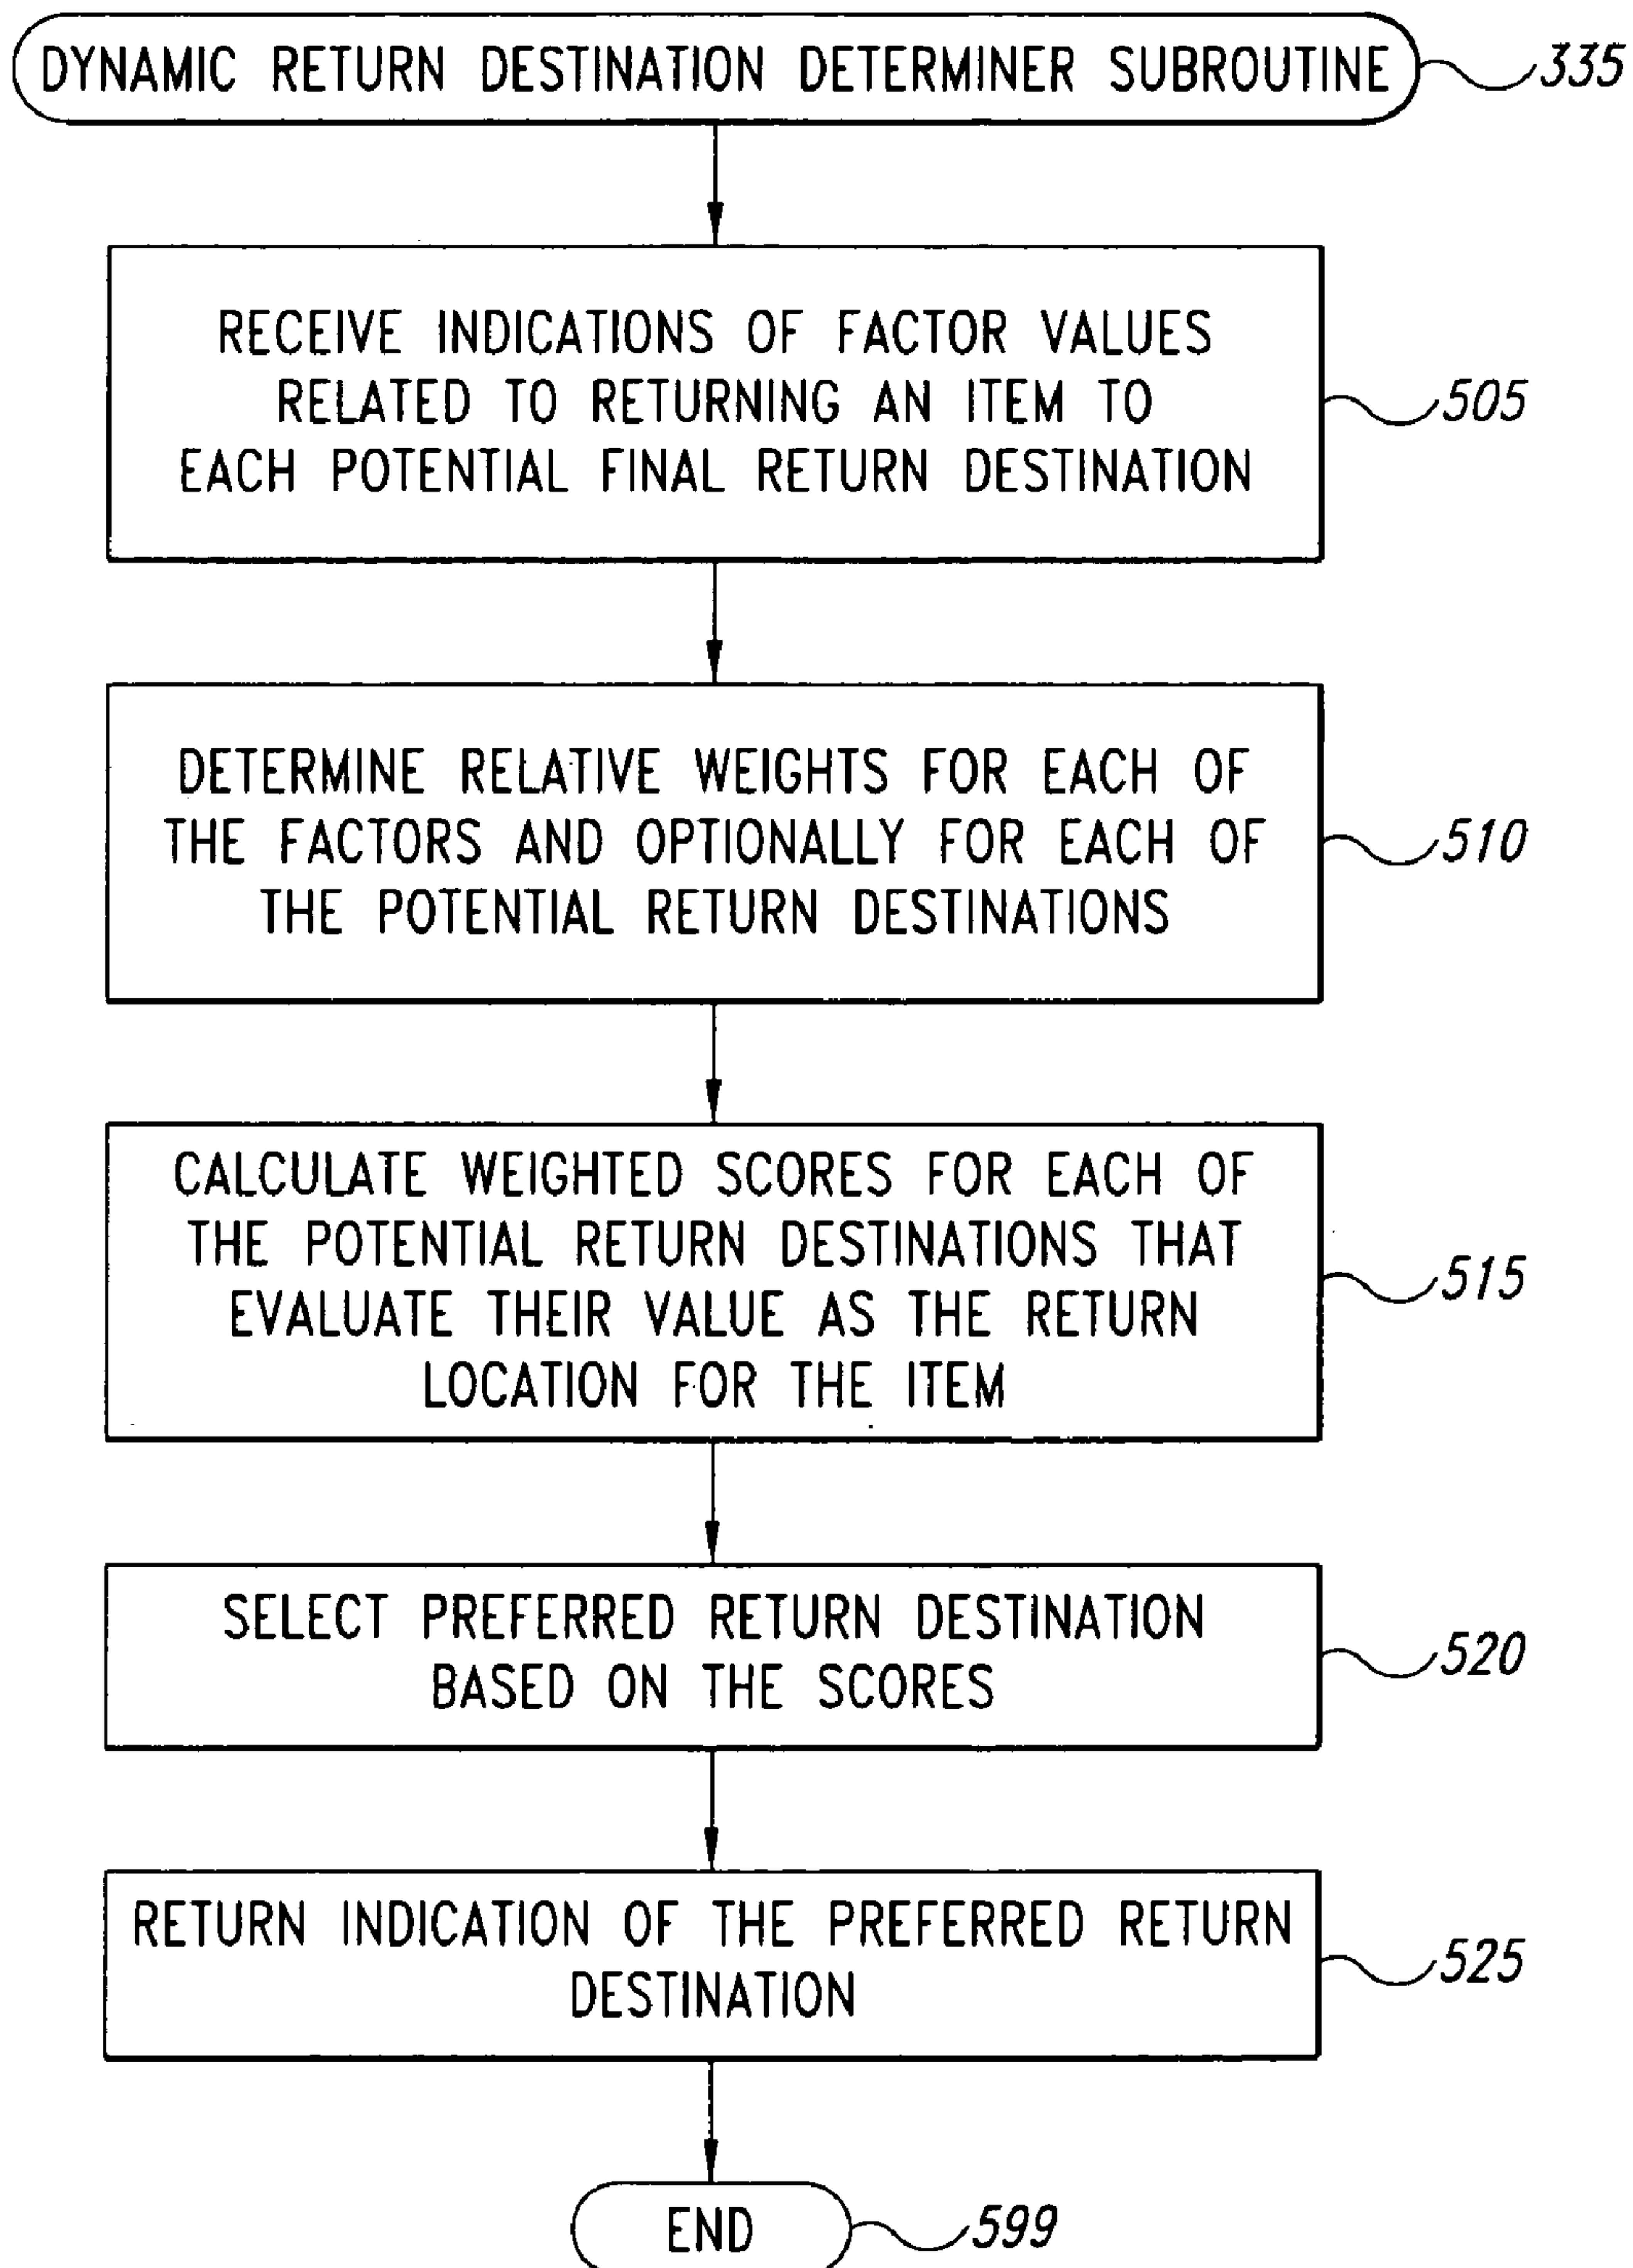 DYNAMIC RETURN DESTINATION DETERMINER SUBROUTINE
335
RECEIVE INDICATIONS OF FACTOR VALUES
RELATED TO RETURNING AN ITEM TO
EACH POTENTIAL FINAL RETURN DESTINATION
505
DETERMINE RELATIVE WEIGHTS FOR EACH OF
THE FACTORS AND OPTIONALLY FOR EACH OF
THE POTENTIAL RETURN DESTINATIONS
510
CALCULATE WEIGHTED SCORES FOR EACH OF
THE POTENTIAL RETURN DESTINATIONS THAT
EVALUATE THEIR VALUE AS THE RETURN
LOCATION FOR THE ITEM
515
SELECT PREFERRED RETURN DESTINATION
BASED ON THE SCORES
520
RETURN INDICATION OF THE PREFERRED RETURN
DESTINATION
525
END
599